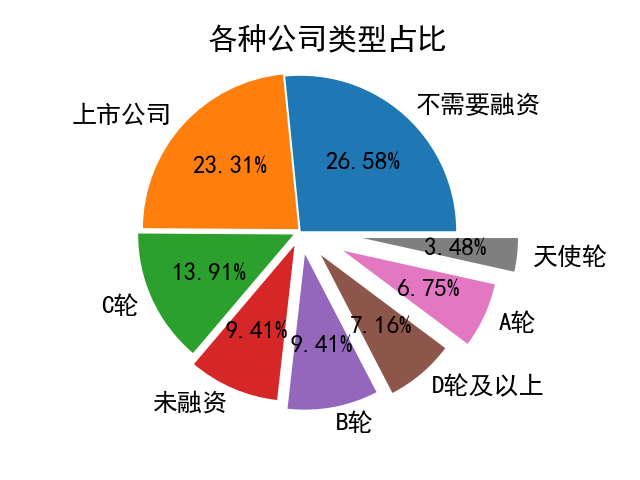 各种公司类型占比
不需要融资
26.58%
上市公司
23.31%
C轮
13.91%
未融资
9.41%
B轮
9.41%
D轮及以上
7.16%
A轮
6.75%
天使轮
3.48%